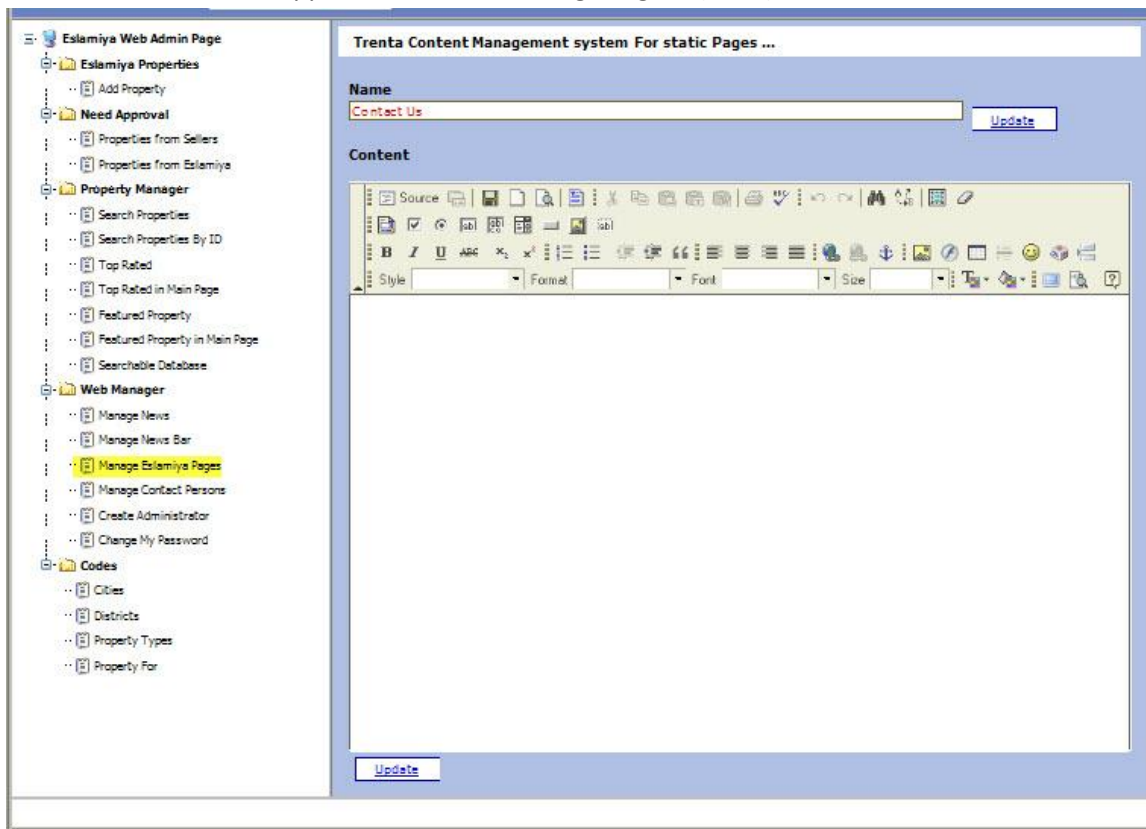 Eslamiya Web Admin Page
Eslamiya Properties
Add Property
Need Approval
Properties from Sellers
Properties from Eslamiya
Property Manager
Search Properties
Search Properties By ID
Top Rated
Top Rated in Main Page
Featured Property
Featured Property in Main Page
Searchable Database
Web Manager
Manage News
Manage News Bar
Manage Eslamiya Pages
Manage Contact Persons
Create Administrator
Change My Password
Codes
Cities
Districts
Property Types
Property For
Trenta Content Management system For static Pages ...
Name
Contact Us
Update
Content
Source
Style Format Font Size
Update